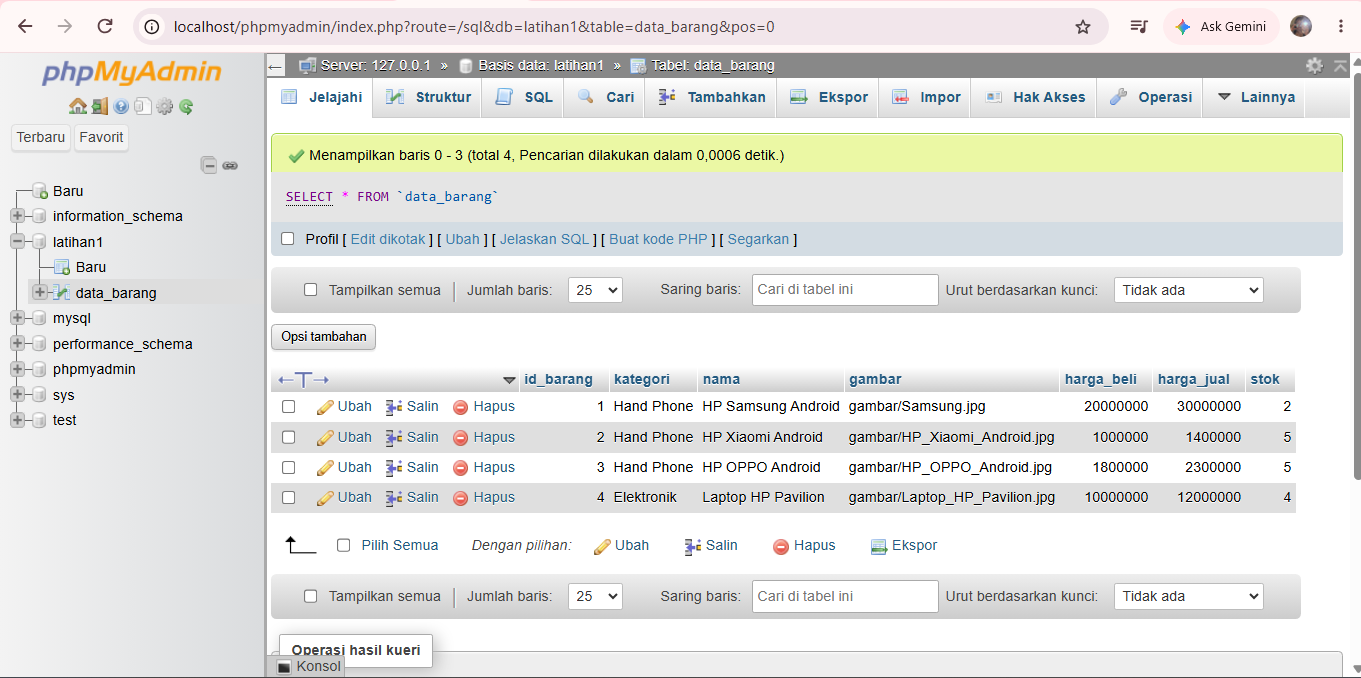 localhost/phpmyadmin/index.php?route=/sql&db=latihan1&table=data_barang&pos=0
Ask Gemini
phpMyAdmin
Terbaru Favorit
Baru
information_schema
latihan1
Baru
data_barang
mysql
performance_schema
phpmyadmin
sys
test
Server: 127.0.0.1 » Basis data: latihan1 » Tabel: data_barang
Jelajahi Struktur SQL Cari Tambahkan Ekspor Impor Hak Akses Operasi Lainnya
Menampilkan baris 0 - 3 (total 4, Pencarian dilakukan dalam 0,0006 detik.)
SELECT * FROM `data_barang`
Profil [ Edit dikotak ] [ Ubah ] [ Jelaskan SQL ] [ Buat kode PHP ] [ Segarkan ]
Tampilkan semua | Jumlah baris: 25 Saring baris: Cari di tabel ini Urut berdasarkan kunci: Tidak ada
Opsi tambahan
←T→ id_barang kategori nama gambar harga_beli harga_jual stok
Ubah Salin Hapus 1 Hand Phone HP Samsung Android gambar/Samsung.jpg 20000000 30000000 2
Ubah Salin Hapus 2 Hand Phone HP Xiaomi Android gambar/HP_Xiaomi_Android.jpg 1000000 1400000 5
Ubah Salin Hapus 3 Hand Phone HP OPPO Android gambar/HP_OPPO_Android.jpg 1800000 2300000 5
Ubah Salin Hapus 4 Elektronik Laptop HP Pavilion gambar/Laptop_HP_Pavilion.jpg 10000000 12000000 4
Pilih Semua Dengan pilihan: Ubah Salin Hapus Ekspor
Tampilkan semua | Jumlah baris: 25 Saring baris: Cari di tabel ini Urut berdasarkan kunci: Tidak ada
Operasi hasil kueri
Konsol